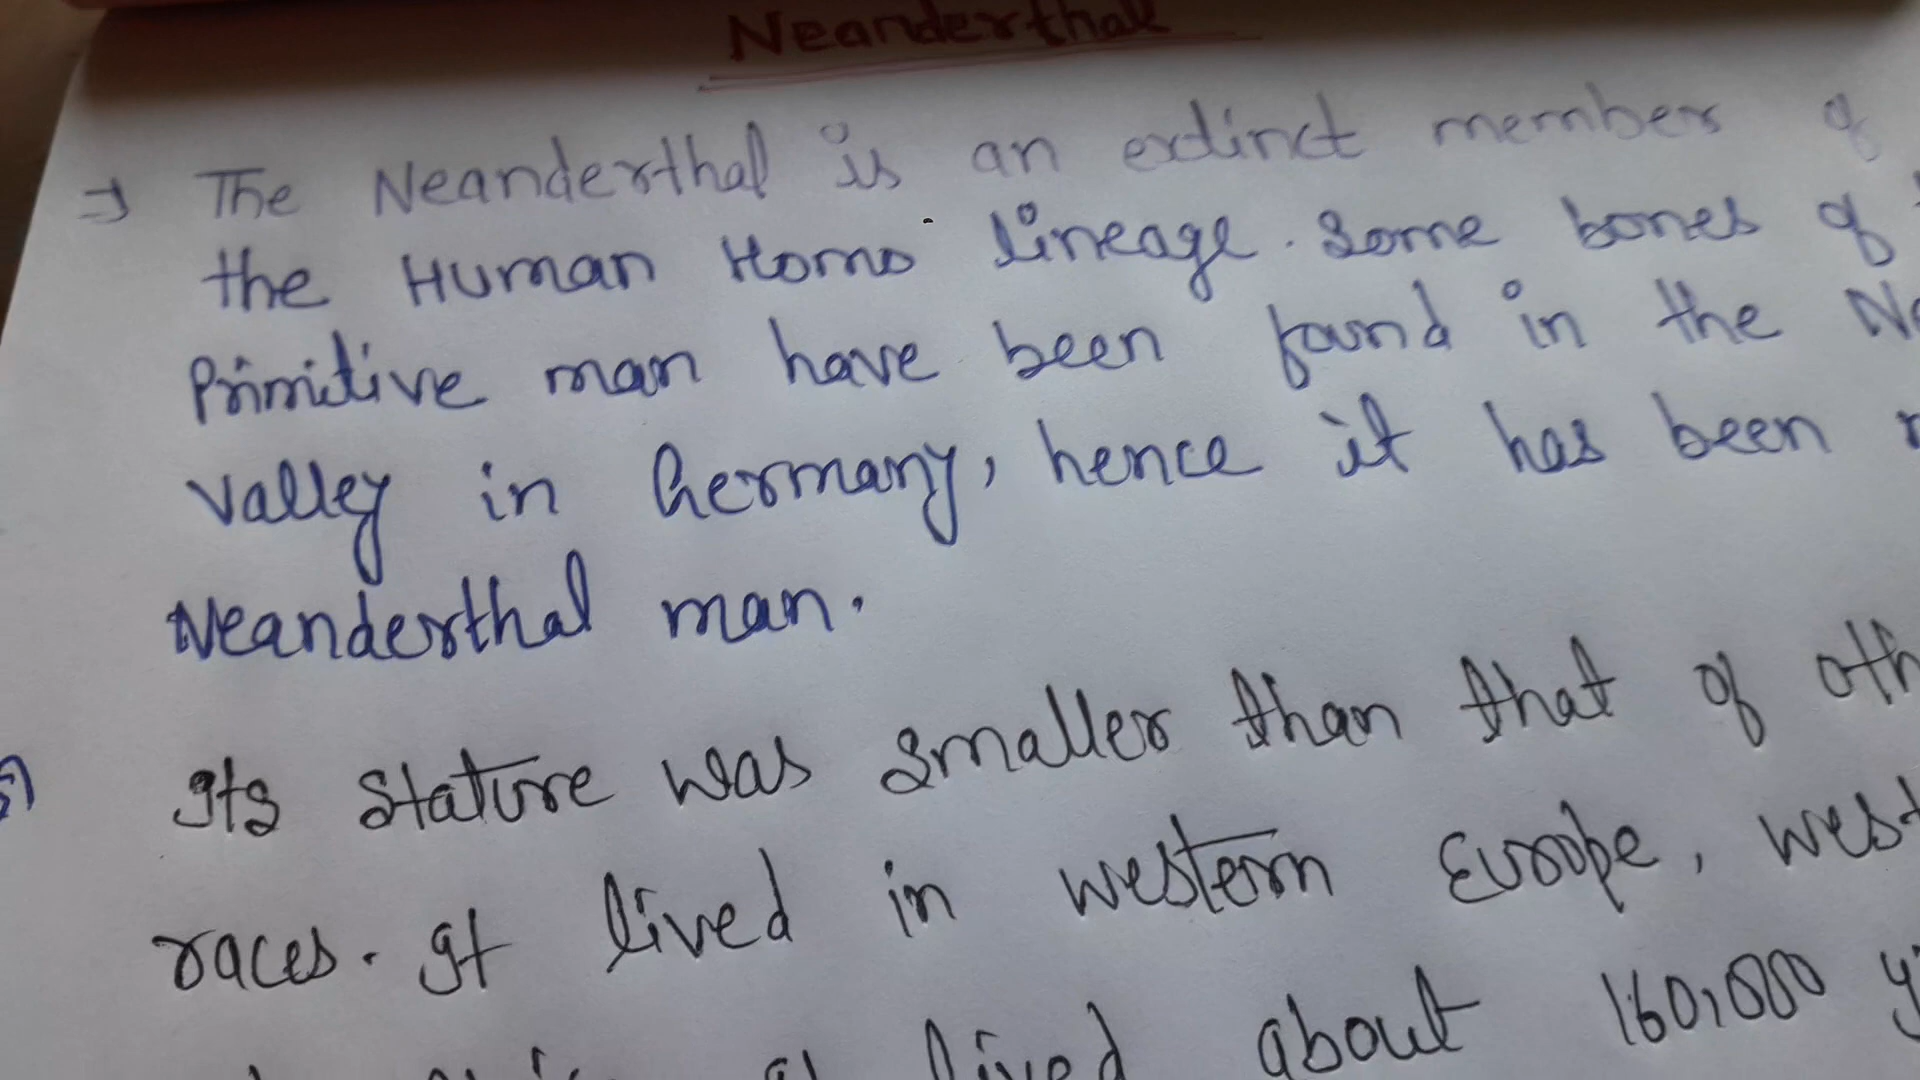 Neanderthal
⇒ The Neanderthal is an extinct member of
the Human Homo lineage. Some bones of
Primitive man have been found in the
valley in Germany, hence it has been
Neanderthal man.
Its stature was smaller than that of
races. It lived in western Europe,
lived about 160,000